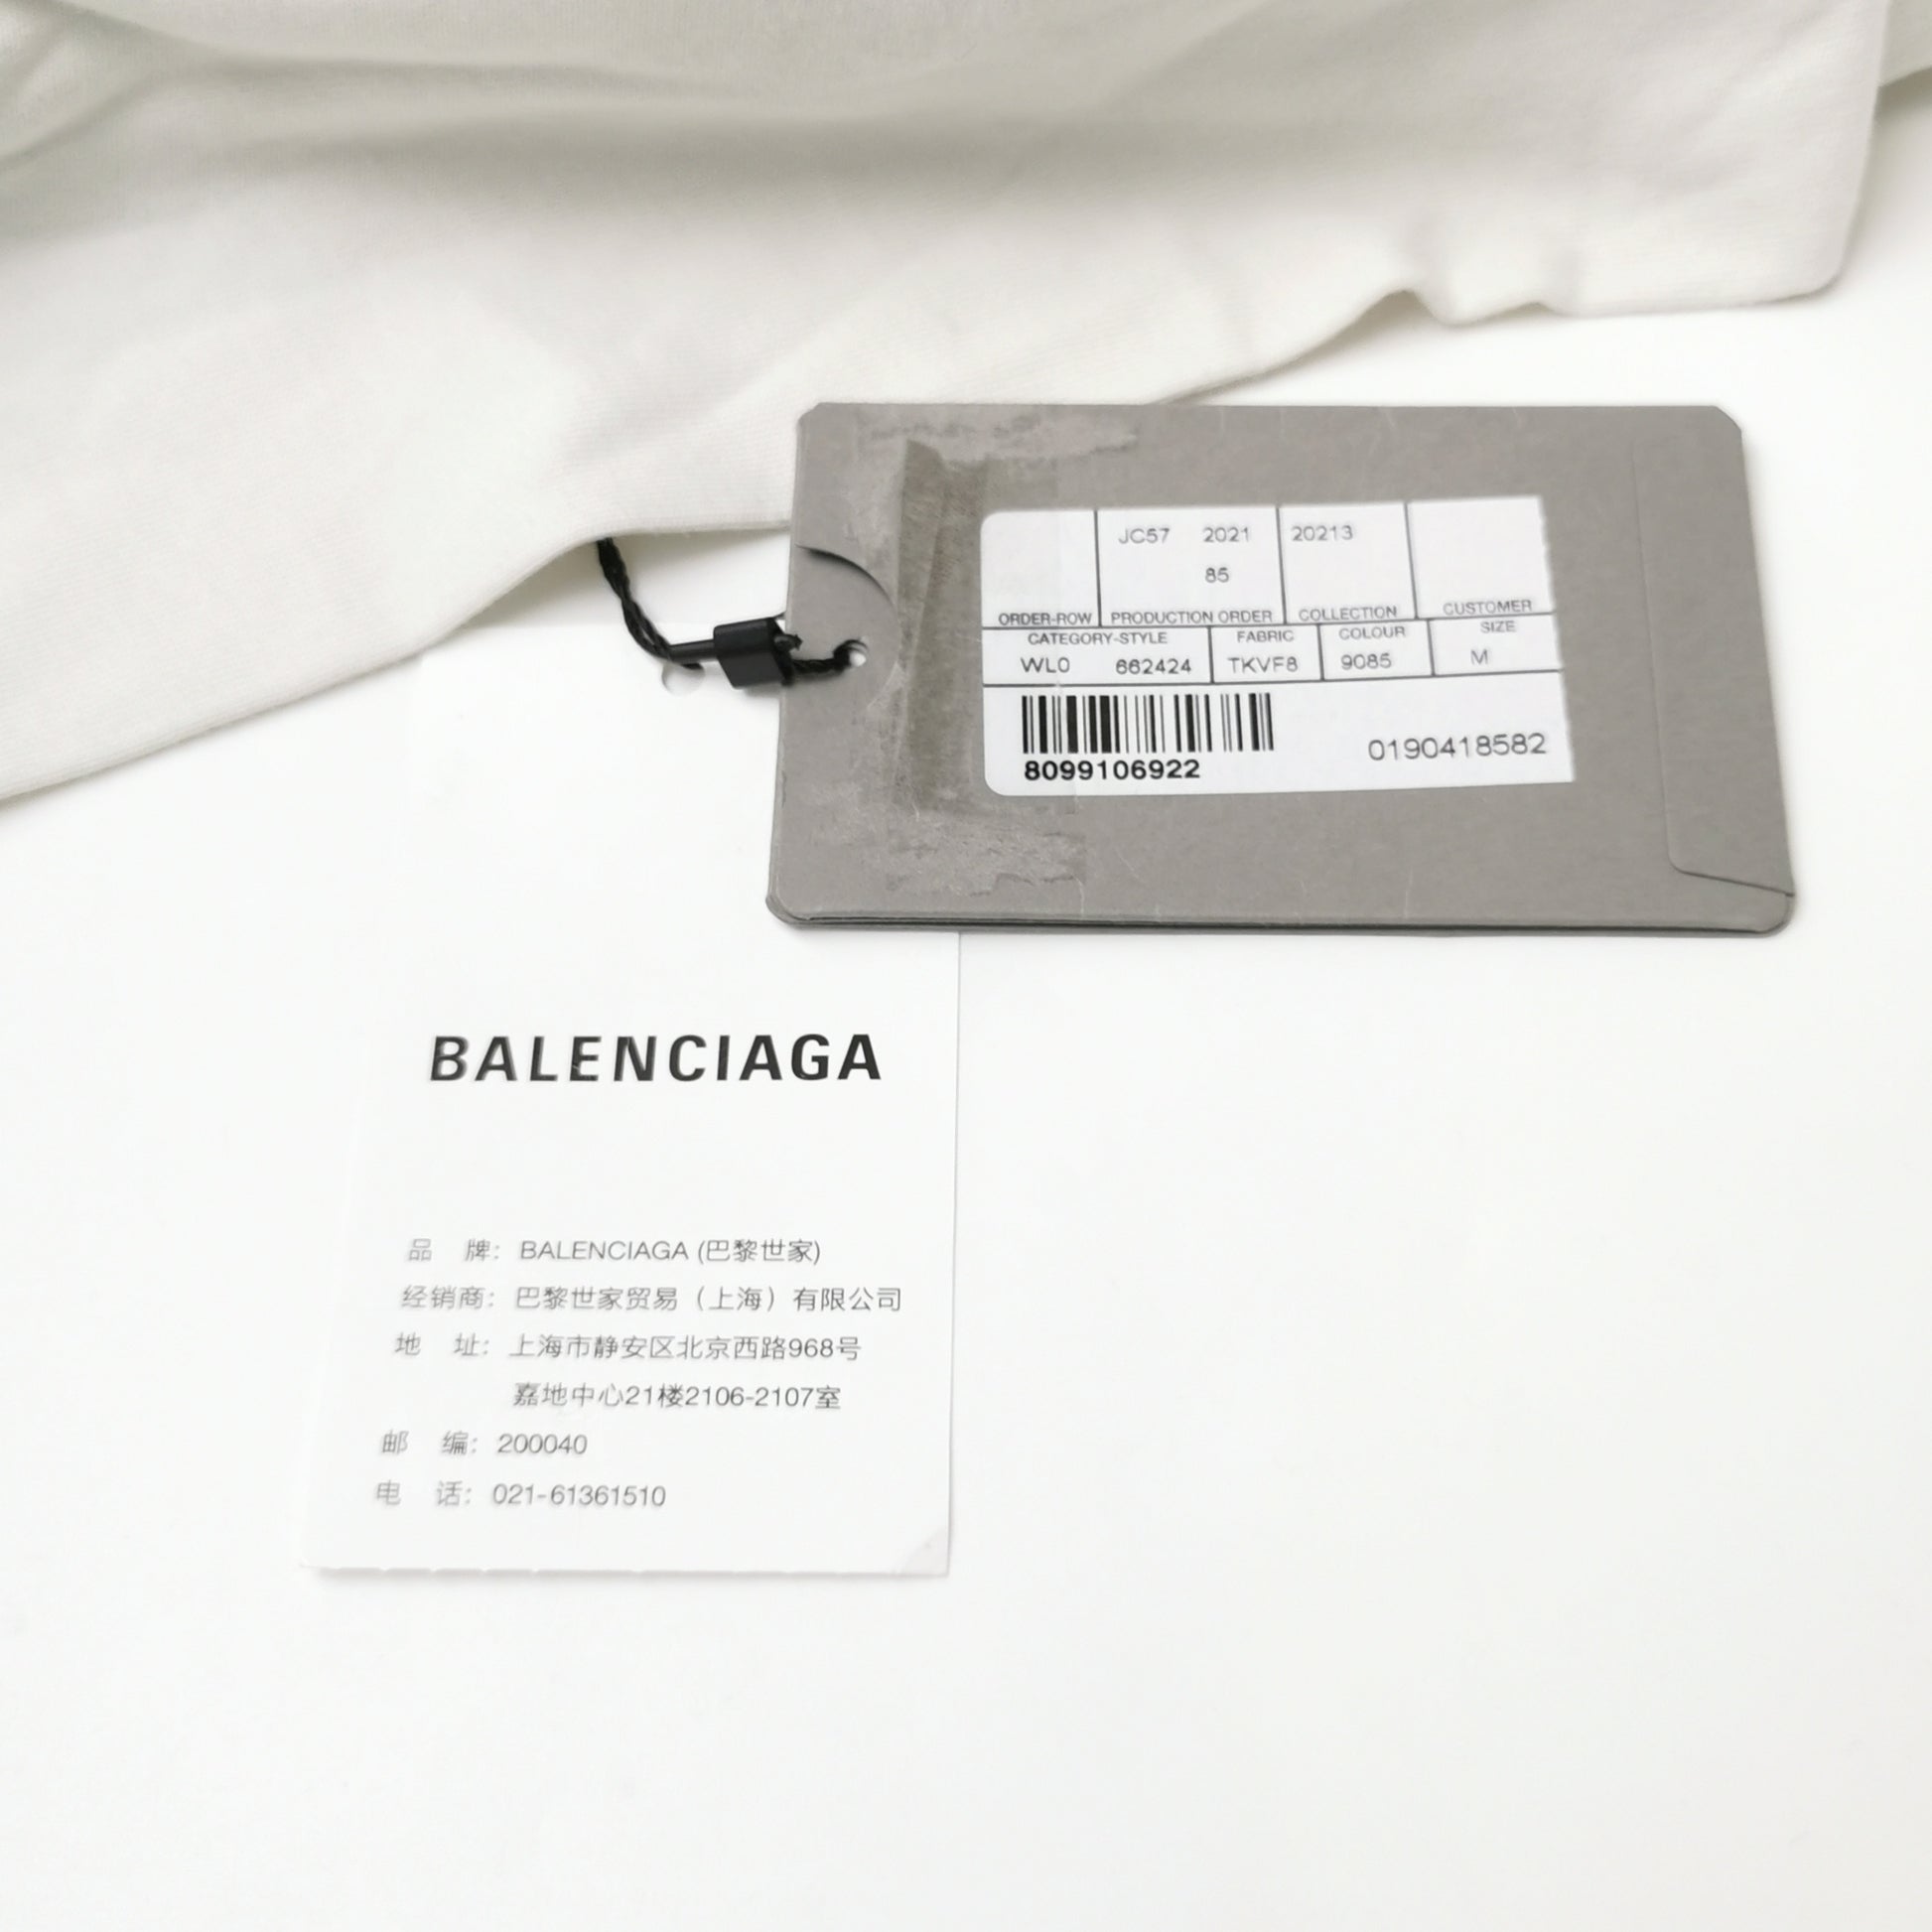 JC57 2021 20213
85
ORDER-ROW PRODUCTION ORDER COLLECTION CUSTOMER
CATEGORY-STYLE FABRIC COLOUR SIZE
WL0 662424 TKVF8 9085 M
8099106922 0190418582
BALENCIAGA
品 牌: BALENCIAGA (巴黎世家)
经销商: 巴黎世家贸易（上海）有限公司
地 址: 上海市静安区北京西路968号
嘉地中心21楼2106-2107室
邮 编: 200040
电 话: 021-61361510